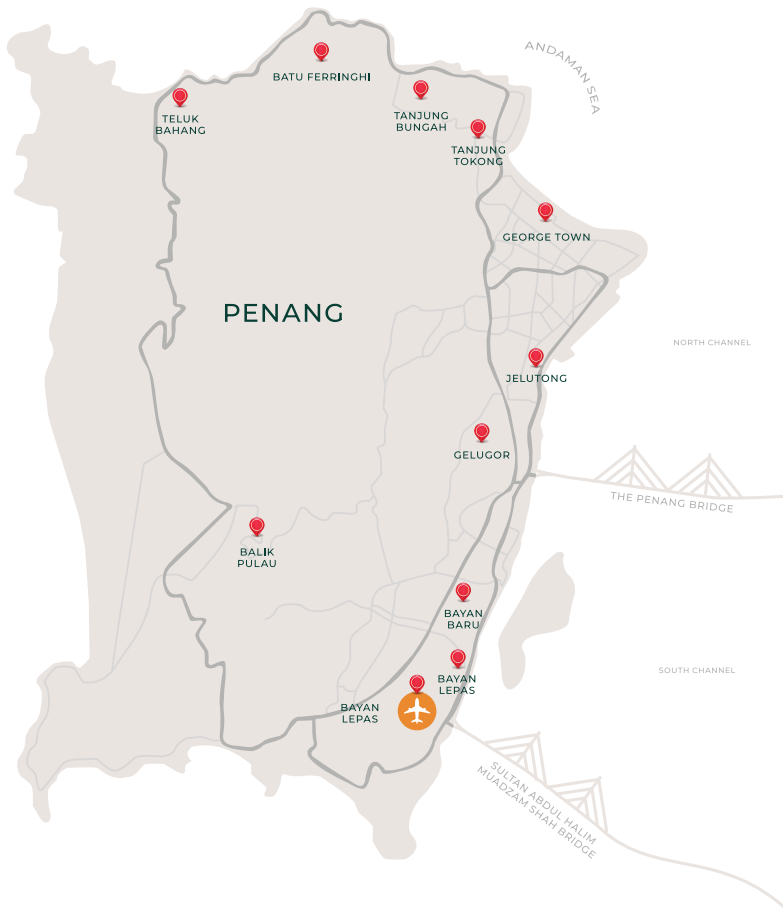 ANDAMAN SEA
BATU FERRINGHI
TELUK
BAHANG
TANJUNG
BUNGAH
TANJUNG
TOKONG
GEORGE TOWN
PENANG
NORTH CHANNEL
JELUTONG
GELUGOR
THE PENANG BRIDGE
BALIK
PULAU
BAYAN
BARU
SOUTH CHANNEL
BAYAN
LEPAS
BAYAN
LEPAS
SULTAN ABDUL HALIM
MUADZAM SHAH BRIDGE